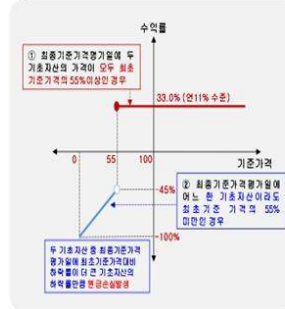 수익률
① 최종기준가격평가일에 두
기초자산의 가격이 모두 최초
기준가격의 55%이상인 경우
33.0% (연11% 수준)
0 55 100
기준가격
-45%
② 최종기준가격평가일에
어느 한 기초자산이라도
최초기준 가격의 55%
미만인 경우
-100%
두 기초자산 중 최종기준가격
평가일에 최초기준가격대비
하락률이 더 큰 기초자산의
하락률만큼 원금손실발생